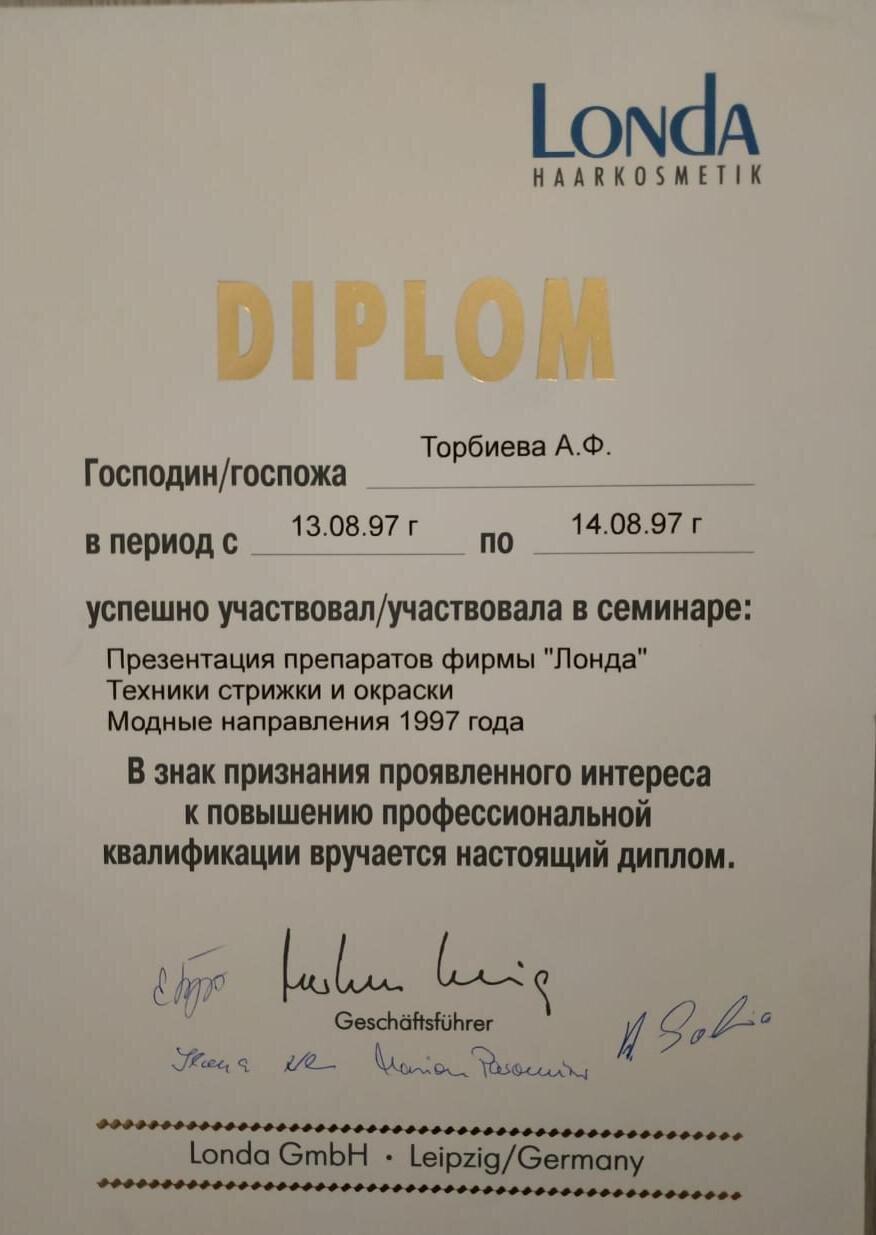 LONDA
HAARKOSMETIK
DIPLOM
Господин/госпожа Торбиева А.Ф.
в период с 13.08.97 г по 14.08.97 г
успешно участвовал/участвовала в семинаре:
Презентация препаратов фирмы "Лонда"
Техники стрижки и окраски
Модные направления 1997 года
В знак признания проявленного интереса
к повышению профессиональной
квалификации вручается настоящий диплом.
Geschäftsführer
Londa GmbH · Leipzig/Germany